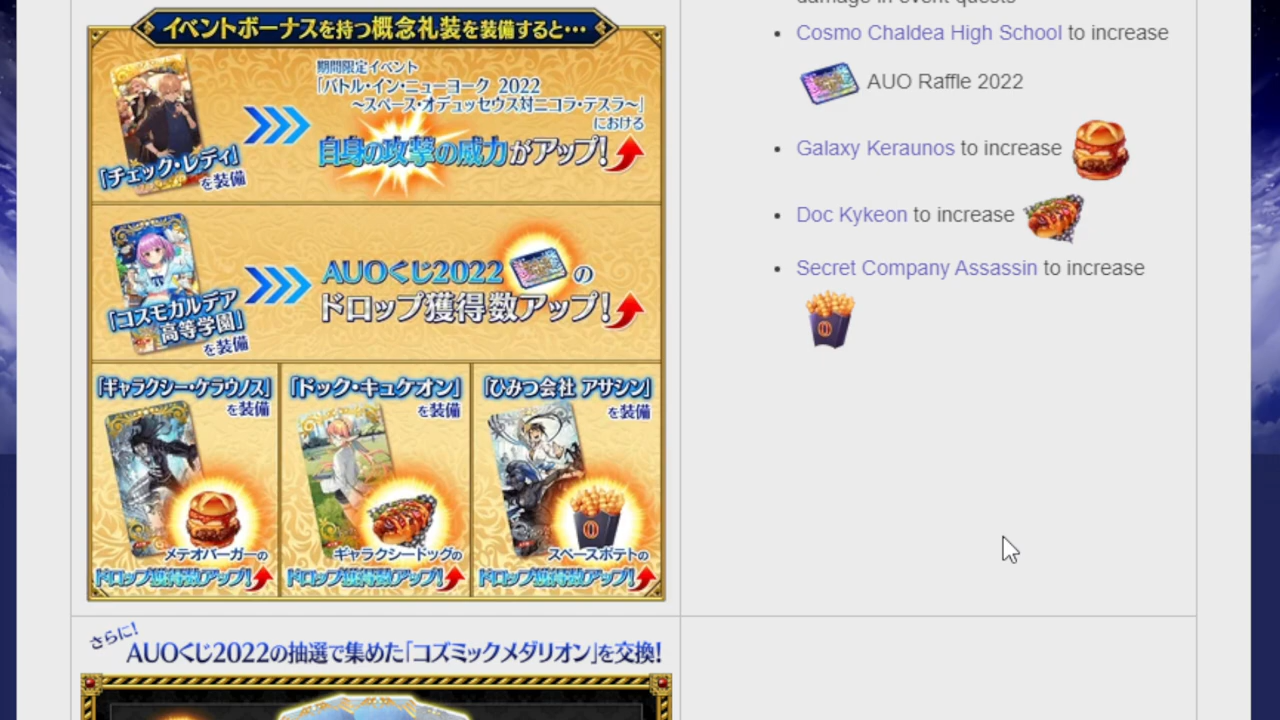 イベントボーナスを持つ概念礼装を装備すると…
期間限定イベント
「バトル・イン・ニューヨーク 2022
～スペース・オデュッセウス対ニコラ・テスラ～」
における
自身の攻撃の威力がアップ!
「チェック・レディ」
を装備
AUOくじ2022 の
ドロップ獲得数アップ!
「コスモカルデア
高等学園」
を装備
「ギャラクシー・ケラウノス」
を装備
メテオバーガーの
ドロップ獲得数アップ!
「ドック・キュケオン」
を装備
ギャラクシードッグの
ドロップ獲得数アップ!
「ひみつ会社 アサシン」
を装備
スペースポテトの
ドロップ獲得数アップ!
さらに!
AUOくじ2022の抽選で集めた「コズミックメダリオン」を交換!
damage in event quests
Cosmo Chaldea High School to increase
AUO Raffle 2022
Galaxy Keraunos to increase
Doc Kykeon to increase
Secret Company Assassin to increase